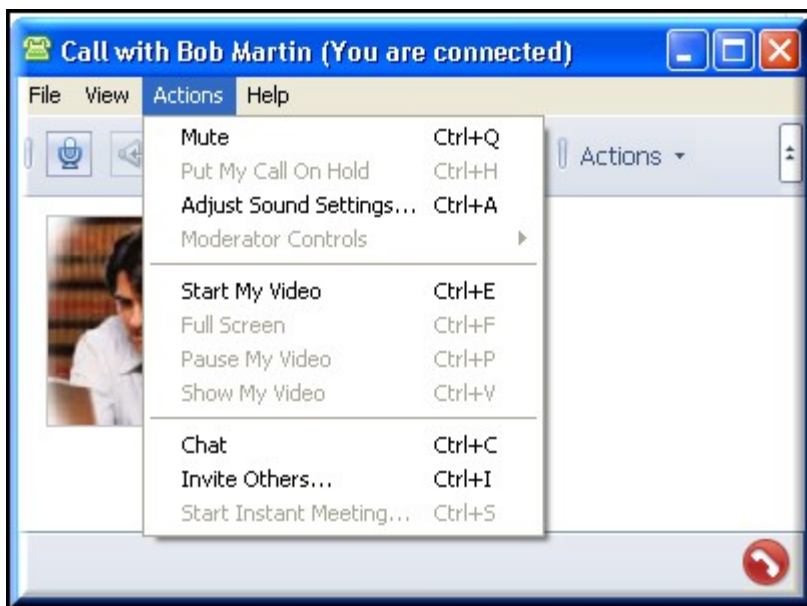 Call with Bob Martin (You are connected)
File View Actions Help
Actions
Mute Ctrl+Q
Put My Call On Hold Ctrl+H
Adjust Sound Settings... Ctrl+A
Moderator Controls
Start My Video Ctrl+E
Full Screen Ctrl+F
Pause My Video Ctrl+P
Show My Video Ctrl+V
Chat Ctrl+C
Invite Others... Ctrl+I
Start Instant Meeting... Ctrl+S